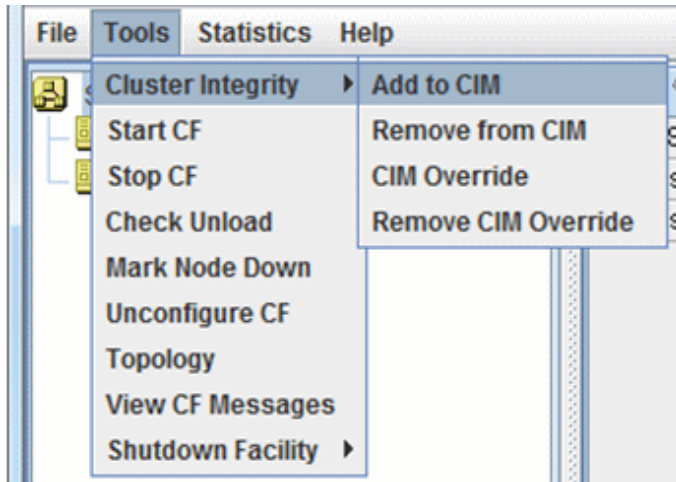 File Tools Statistics Help
Cluster Integrity Add to CIM
Start CF Remove from CIM
Stop CF CIM Override
Check Unload Remove CIM Override
Mark Node Down
Unconfigure CF
Topology
View CF Messages
Shutdown Facility